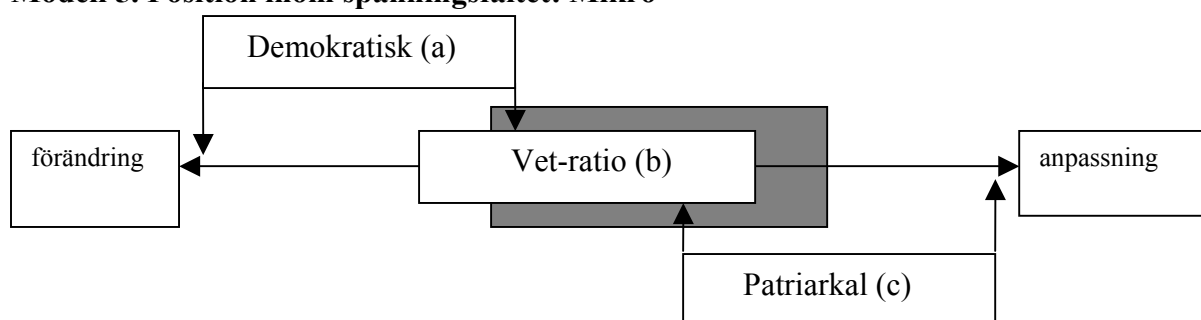 Modell 3. Position inom spänningsfältet: Mikro
Demokratisk (a)
förändring
Vet-ratio (b)
anpassning
Patriarkal (c)